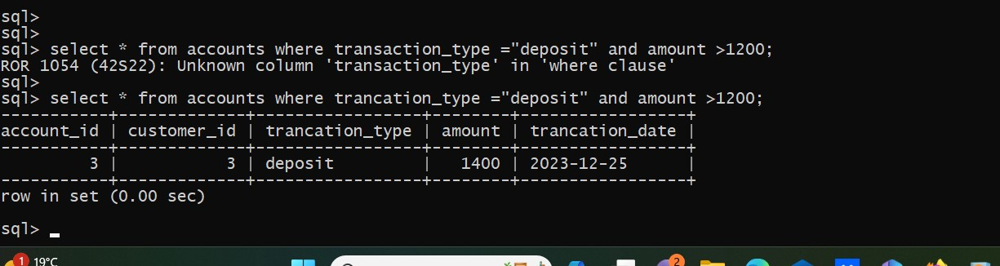 sql>
sql>
sql> select * from accounts where transaction_type ="deposit" and amount >1200;
ROR 1054 (42S22): Unknown column 'transaction_type' in 'where clause'
sql>
sql> select * from accounts where trancation_type ="deposit" and amount >1200;
-----------+-------------+-----------------+--------+-----------------+
account_id | customer_id | trancation_type | amount | trancation_date |
-----------+-------------+-----------------+--------+-----------------+
3 | 3 | deposit | 1400 | 2023-12-25 |
-----------+-------------+-----------------+--------+-----------------+
row in set (0.00 sec)
sql> _
1 19°C 2